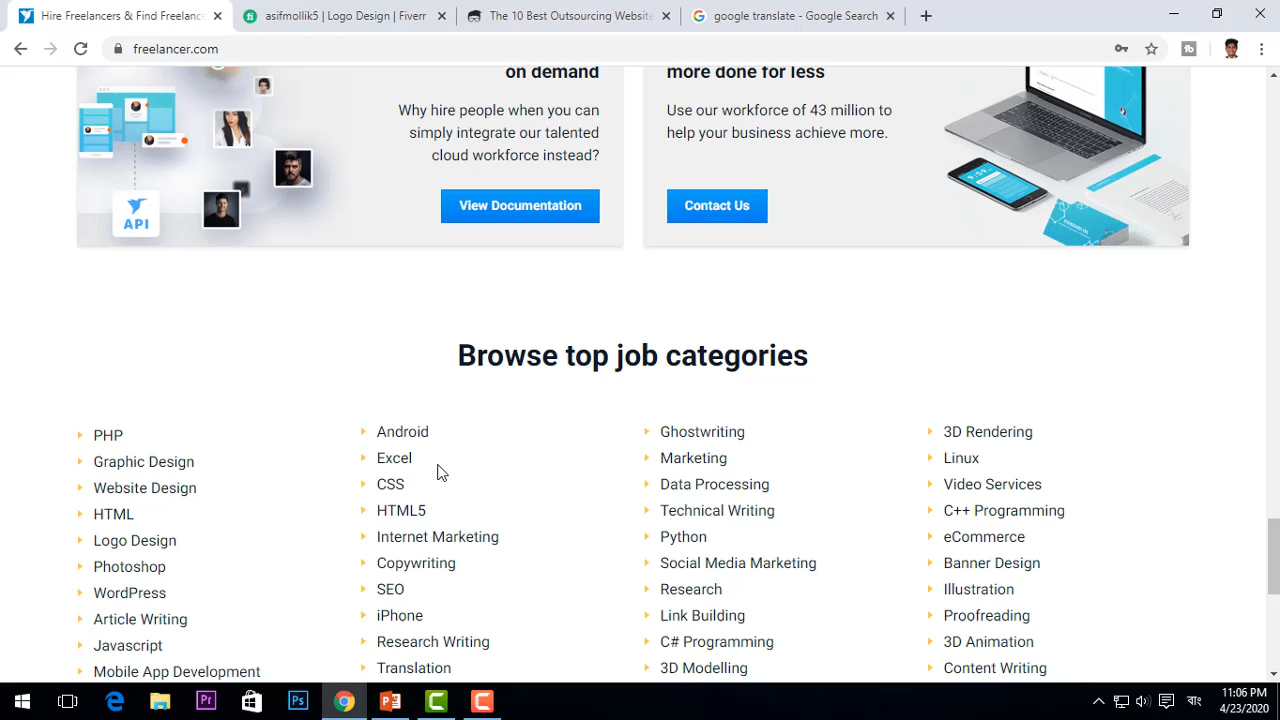 Hire Freelancers & Find Freelanc
asifmollik5 | Logo Design | Fiverr
The 10 Best Outsourcing Website
google translate - Google Search
freelancer.com
on demand
Why hire people when you can
simply integrate our talented
cloud workforce instead?
View Documentation
API
more done for less
Use our workforce of 43 million to
help your business achieve more.
Contact Us
Browse top job categories
PHP
Graphic Design
Website Design
HTML
Logo Design
Photoshop
WordPress
Article Writing
Javascript
Mobile App Development
Android
Excel
CSS
HTML5
Internet Marketing
Copywriting
SEO
iPhone
Research Writing
Translation
Ghostwriting
Marketing
Data Processing
Technical Writing
Python
Social Media Marketing
Research
Link Building
C# Programming
3D Modelling
3D Rendering
Linux
Video Services
C++ Programming
eCommerce
Banner Design
Illustration
Proofreading
3D Animation
Content Writing
Pr
Ps
বাং
11:06 PM
4/23/2020